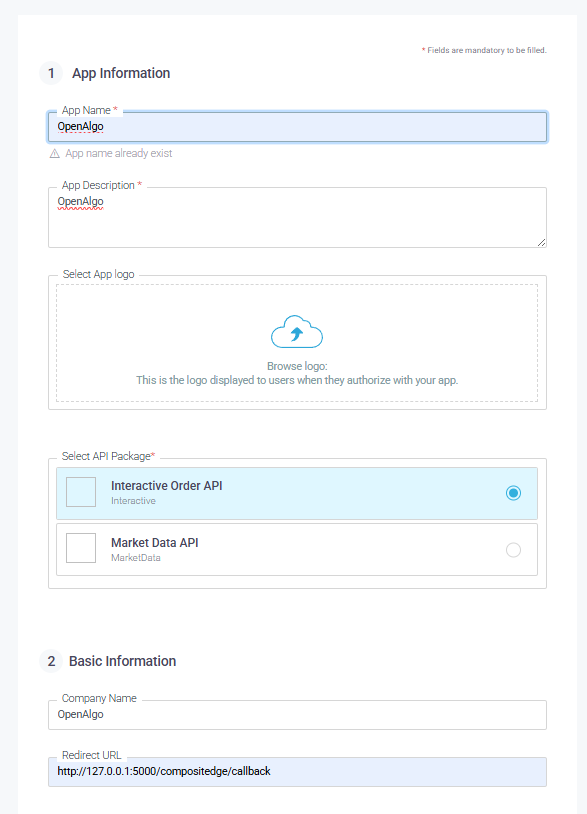 * Fields are mandatory to be filled.
1 App Information
App Name *
OpenAlgo
App name already exist
App Description *
OpenAlgo
Select App logo
Browse logo:
This is the logo displayed to users when they authorize with your app.
Select API Package*
Interactive Order API
Interactive
Market Data API
MarketData
2 Basic Information
Company Name
OpenAlgo
Redirect URL
http://127.0.0.1:5000/compositedge/callback